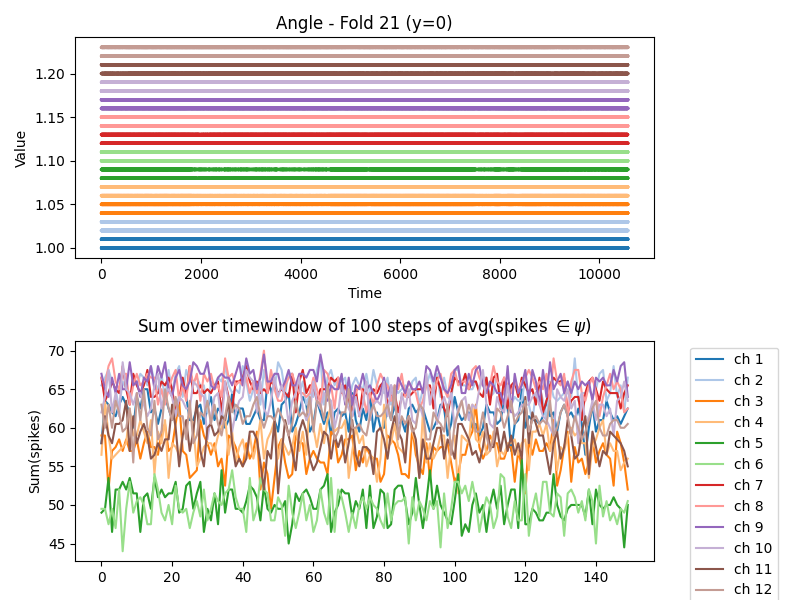 Angle - Fold 21 (y=0)
Value
1.20
1.15
1.10
1.05
1.00
0 2000 4000 6000 8000 10000
Time
Sum over timewindow of 100 steps of avg(spikes ∈ ψ)
Sum(spikes)
70
65
60
55
50
45
0 20 40 60 80 100 120 140
ch 1
ch 2
ch 3
ch 4
ch 5
ch 6
ch 7
ch 8
ch 9
ch 10
ch 11
ch 12